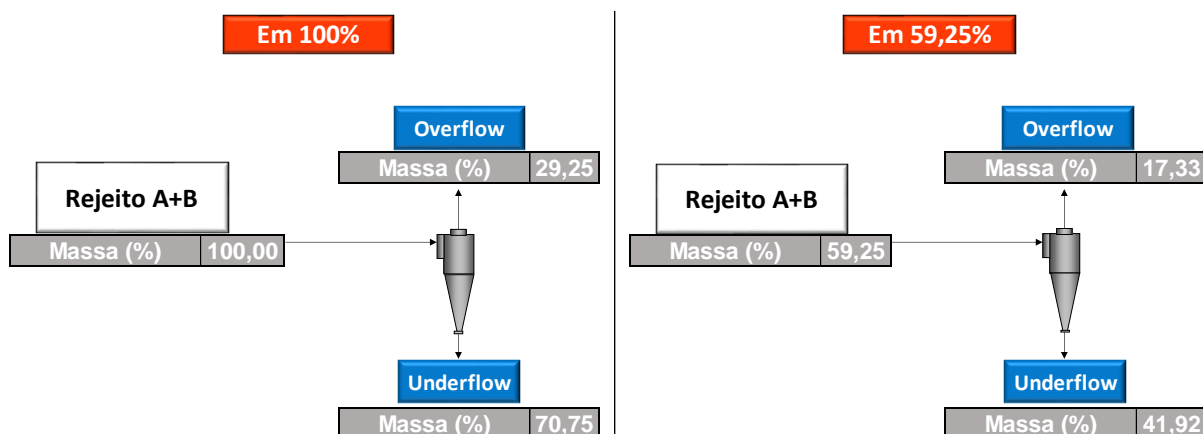 Em 100%
Overflow
Massa (%) 29,25
Rejeito A+B
Massa (%) 100,00
Underflow
Massa (%) 70,75
Em 59,25%
Overflow
Massa (%) 17,33
Rejeito A+B
Massa (%) 59,25
Underflow
Massa (%) 41,92